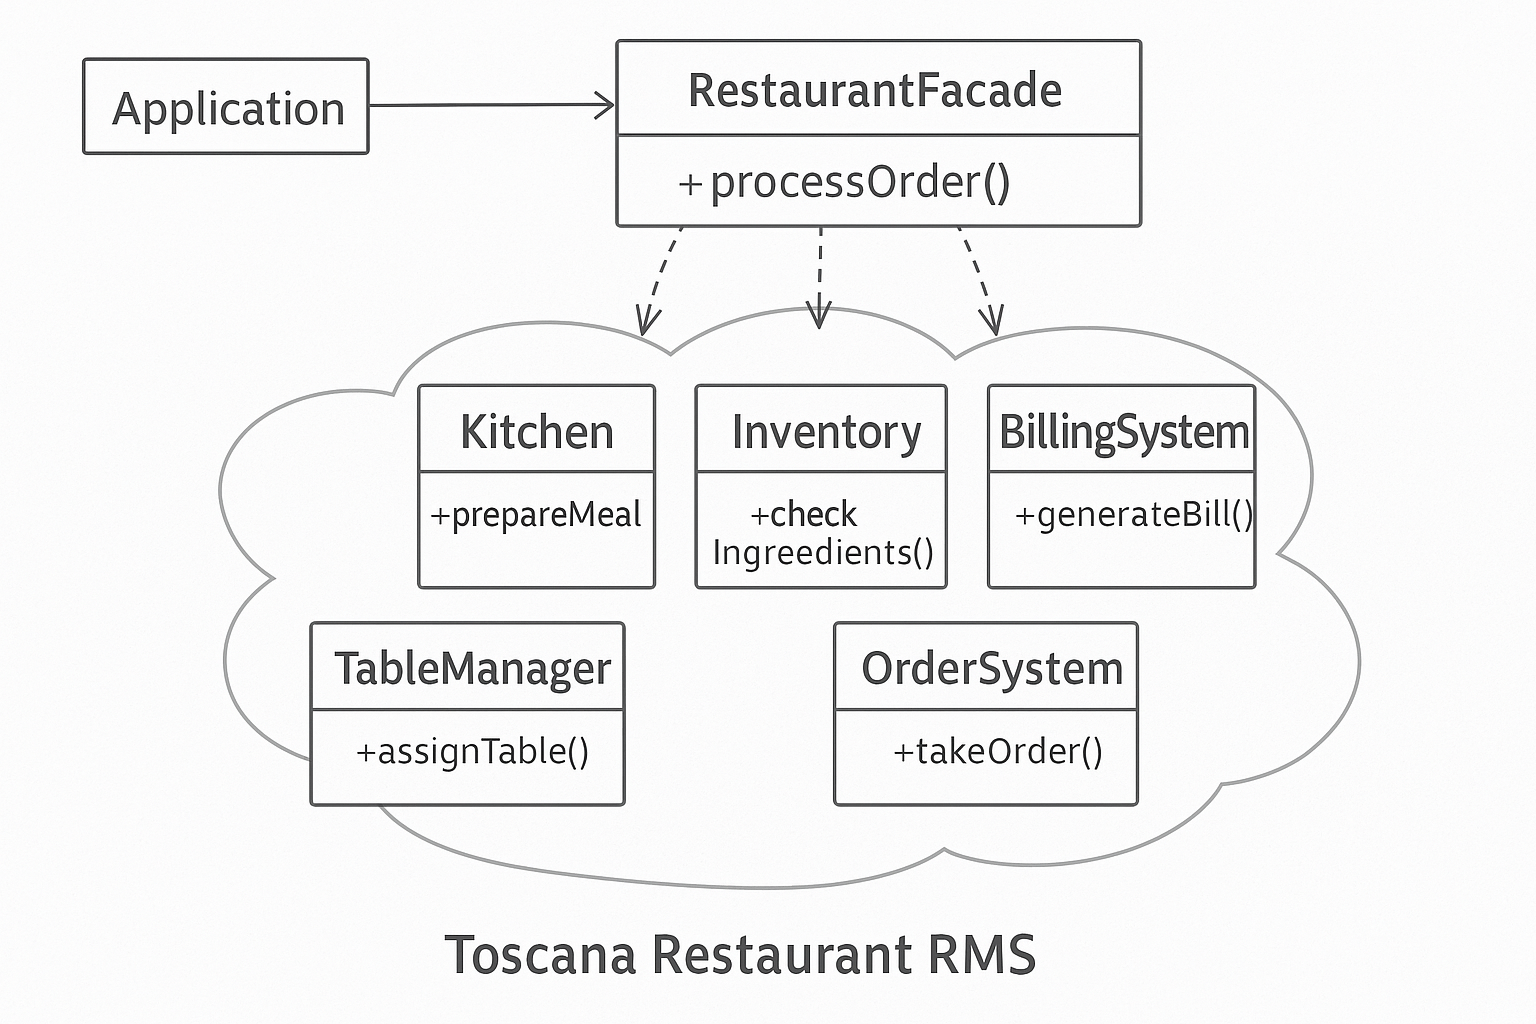 Application
RestaurantFacade
+processOrder()
Kitchen
+prepareMeal
Inventory
+check
Ingreedients()
BillingSystem
+generateBill()
TableManager
+assignTable()
OrderSystem
+takeOrder()
Toscana Restaurant RMS